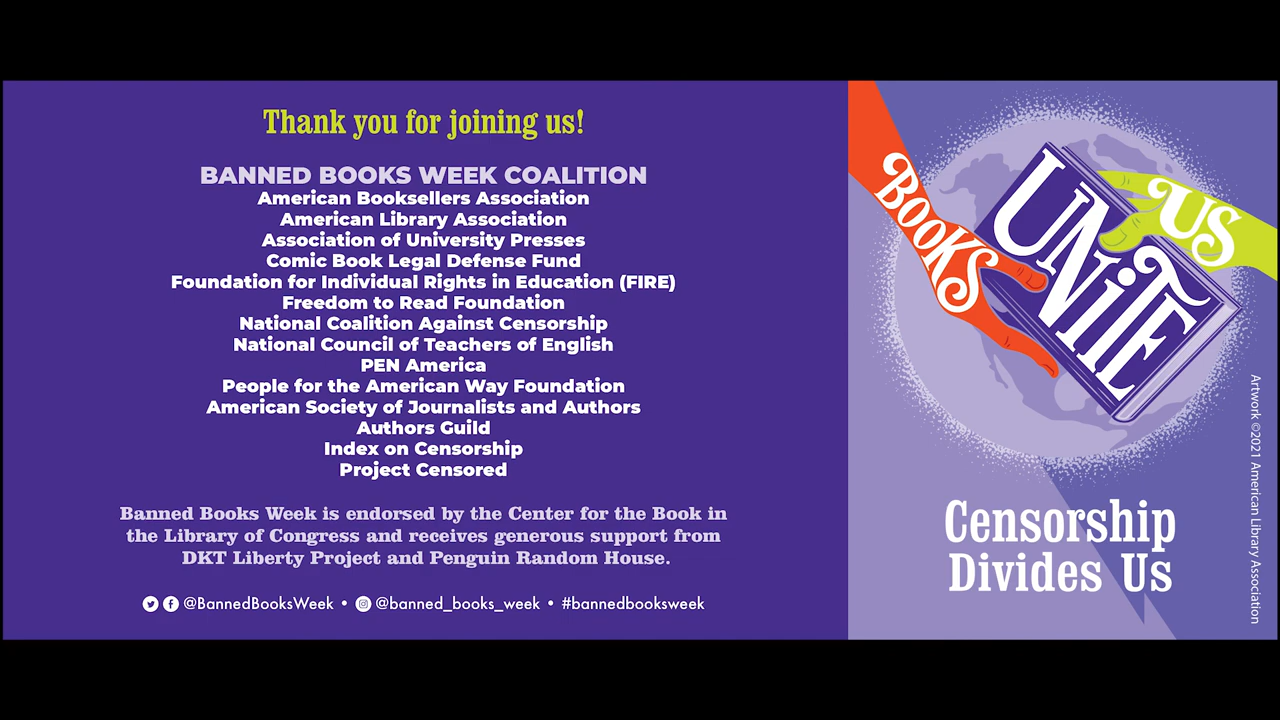 Thank you for joining us!
BANNED BOOKS WEEK COALITION
American Booksellers Association
American Library Association
Association of University Presses
Comic Book Legal Defense Fund
Foundation for Individual Rights in Education (FIRE)
Freedom to Read Foundation
National Coalition Against Censorship
National Council of Teachers of English
PEN America
People for the American Way Foundation
American Society of Journalists and Authors
Authors Guild
Index on Censorship
Project Censored
Banned Books Week is endorsed by the Center for the Book in
the Library of Congress and receives generous support from
DKT Liberty Project and Penguin Random House.
@BannedBooksWeek • @banned_books_week • #bannedbooksweek
BOOKS
UNITE
US
Censorship
Divides Us
Artwork ©2021 American Library Association